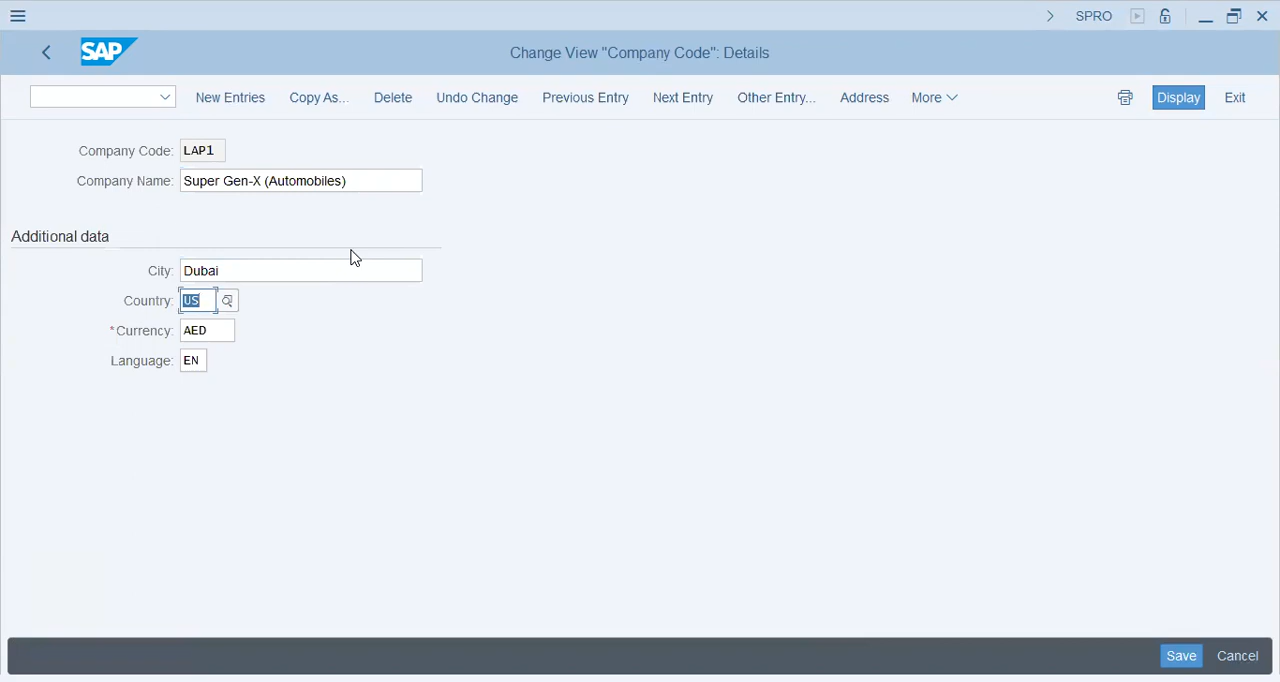 SPRO
SAP Change View "Company Code": Details
New Entries Copy As... Delete Undo Change Previous Entry Next Entry Other Entry... Address More Display Exit
Company Code: LAP1
Company Name: Super Gen-X (Automobiles)
Additional data
City: Dubai
Country: US
*Currency: AED
Language: EN
Save Cancel